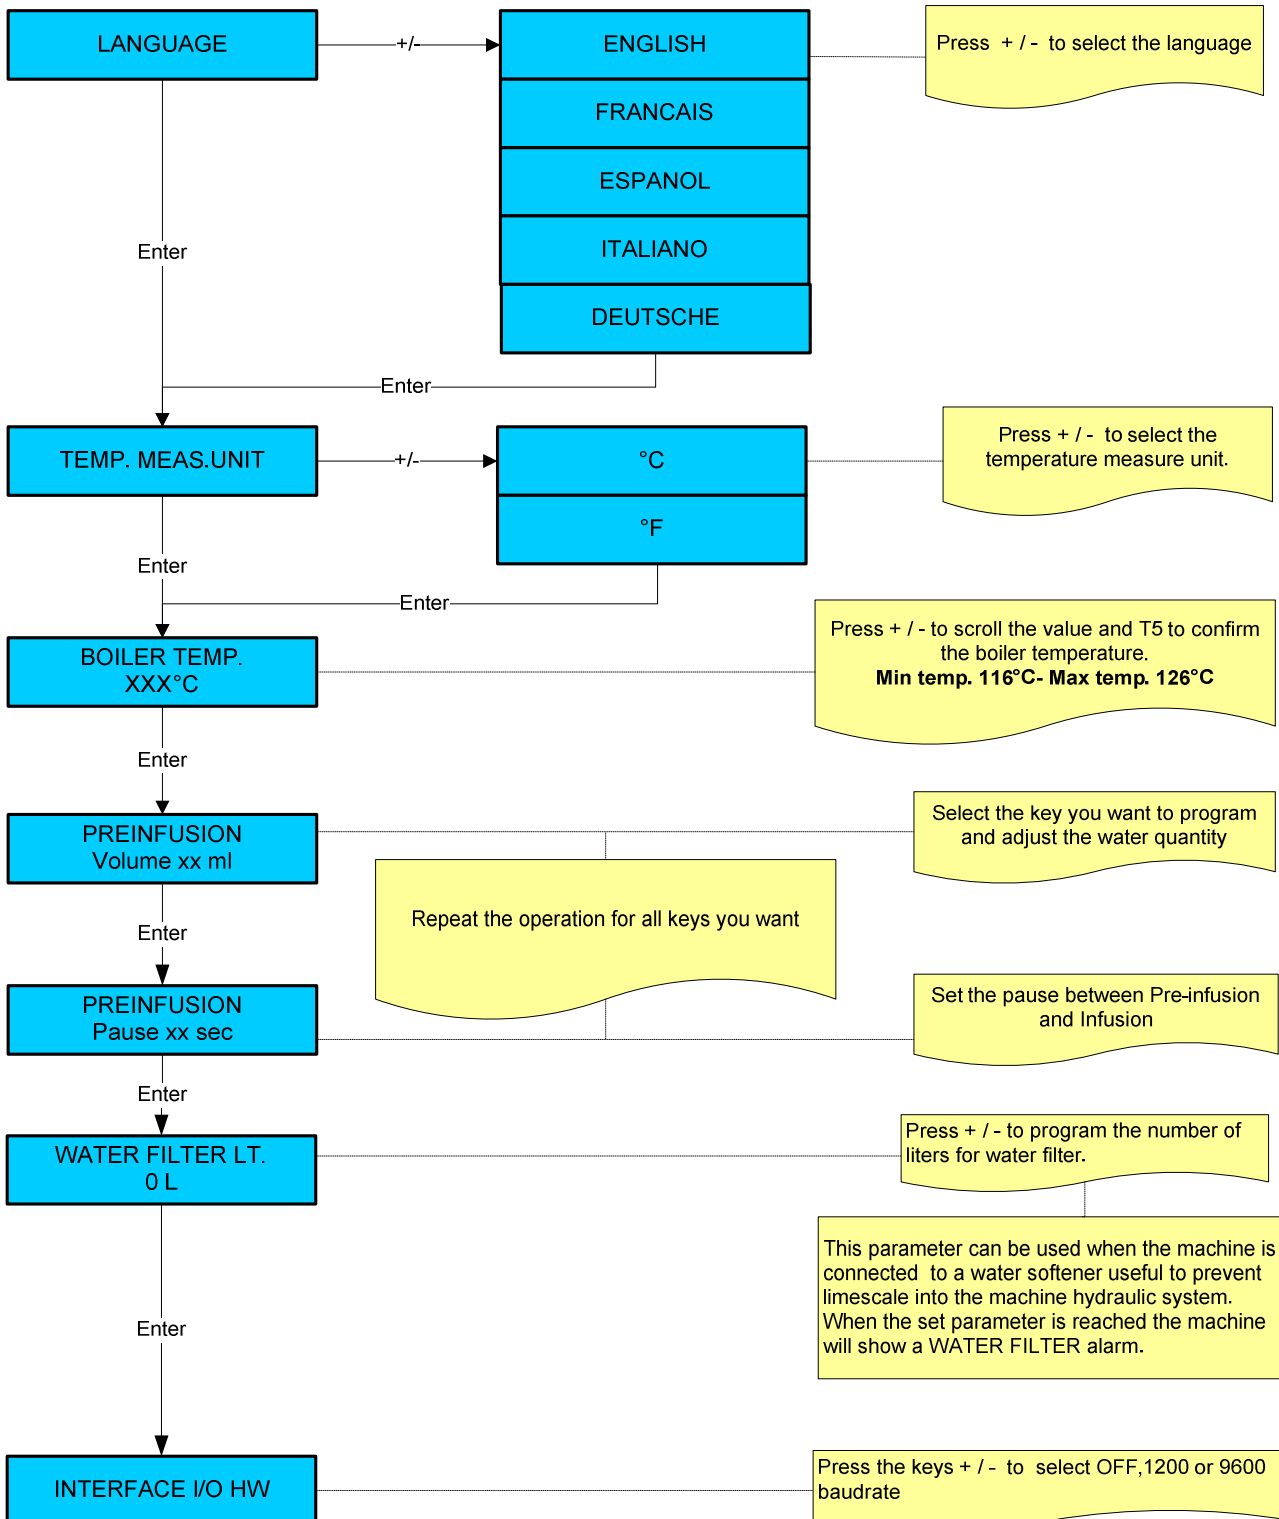 LANGUAGE
+/-
ENGLISH
Press + / - to select the language
FRANCAIS
ESPANOL
Enter
ITALIANO
DEUTSCHE
Enter
TEMP. MEAS.UNIT
+/-
°C
Press + / - to select the
temperature measure unit.
°F
Enter
Enter
BOILER TEMP.
XXX°C
Press + / - to scroll the value and T5 to confirm
the boiler temperature.
Min temp. 116°C- Max temp. 126°C
Enter
PREINFUSION
Volume xx ml
Select the key you want to program
and adjust the water quantity
Repeat the operation for all keys you want
Enter
PREINFUSION
Pause xx sec
Set the pause between Pre-infusion
and Infusion
Enter
WATER FILTER LT.
0 L
Press + / - to program the number of
liters for water filter.
This parameter can be used when the machine is
connected to a water softener useful to prevent
limescale into the machine hydraulic system.
When the set parameter is reached the machine
will show a WATER FILTER alarm.
Enter
INTERFACE I/O HW
Press the keys + / - to select OFF,1200 or 9600
baudrate